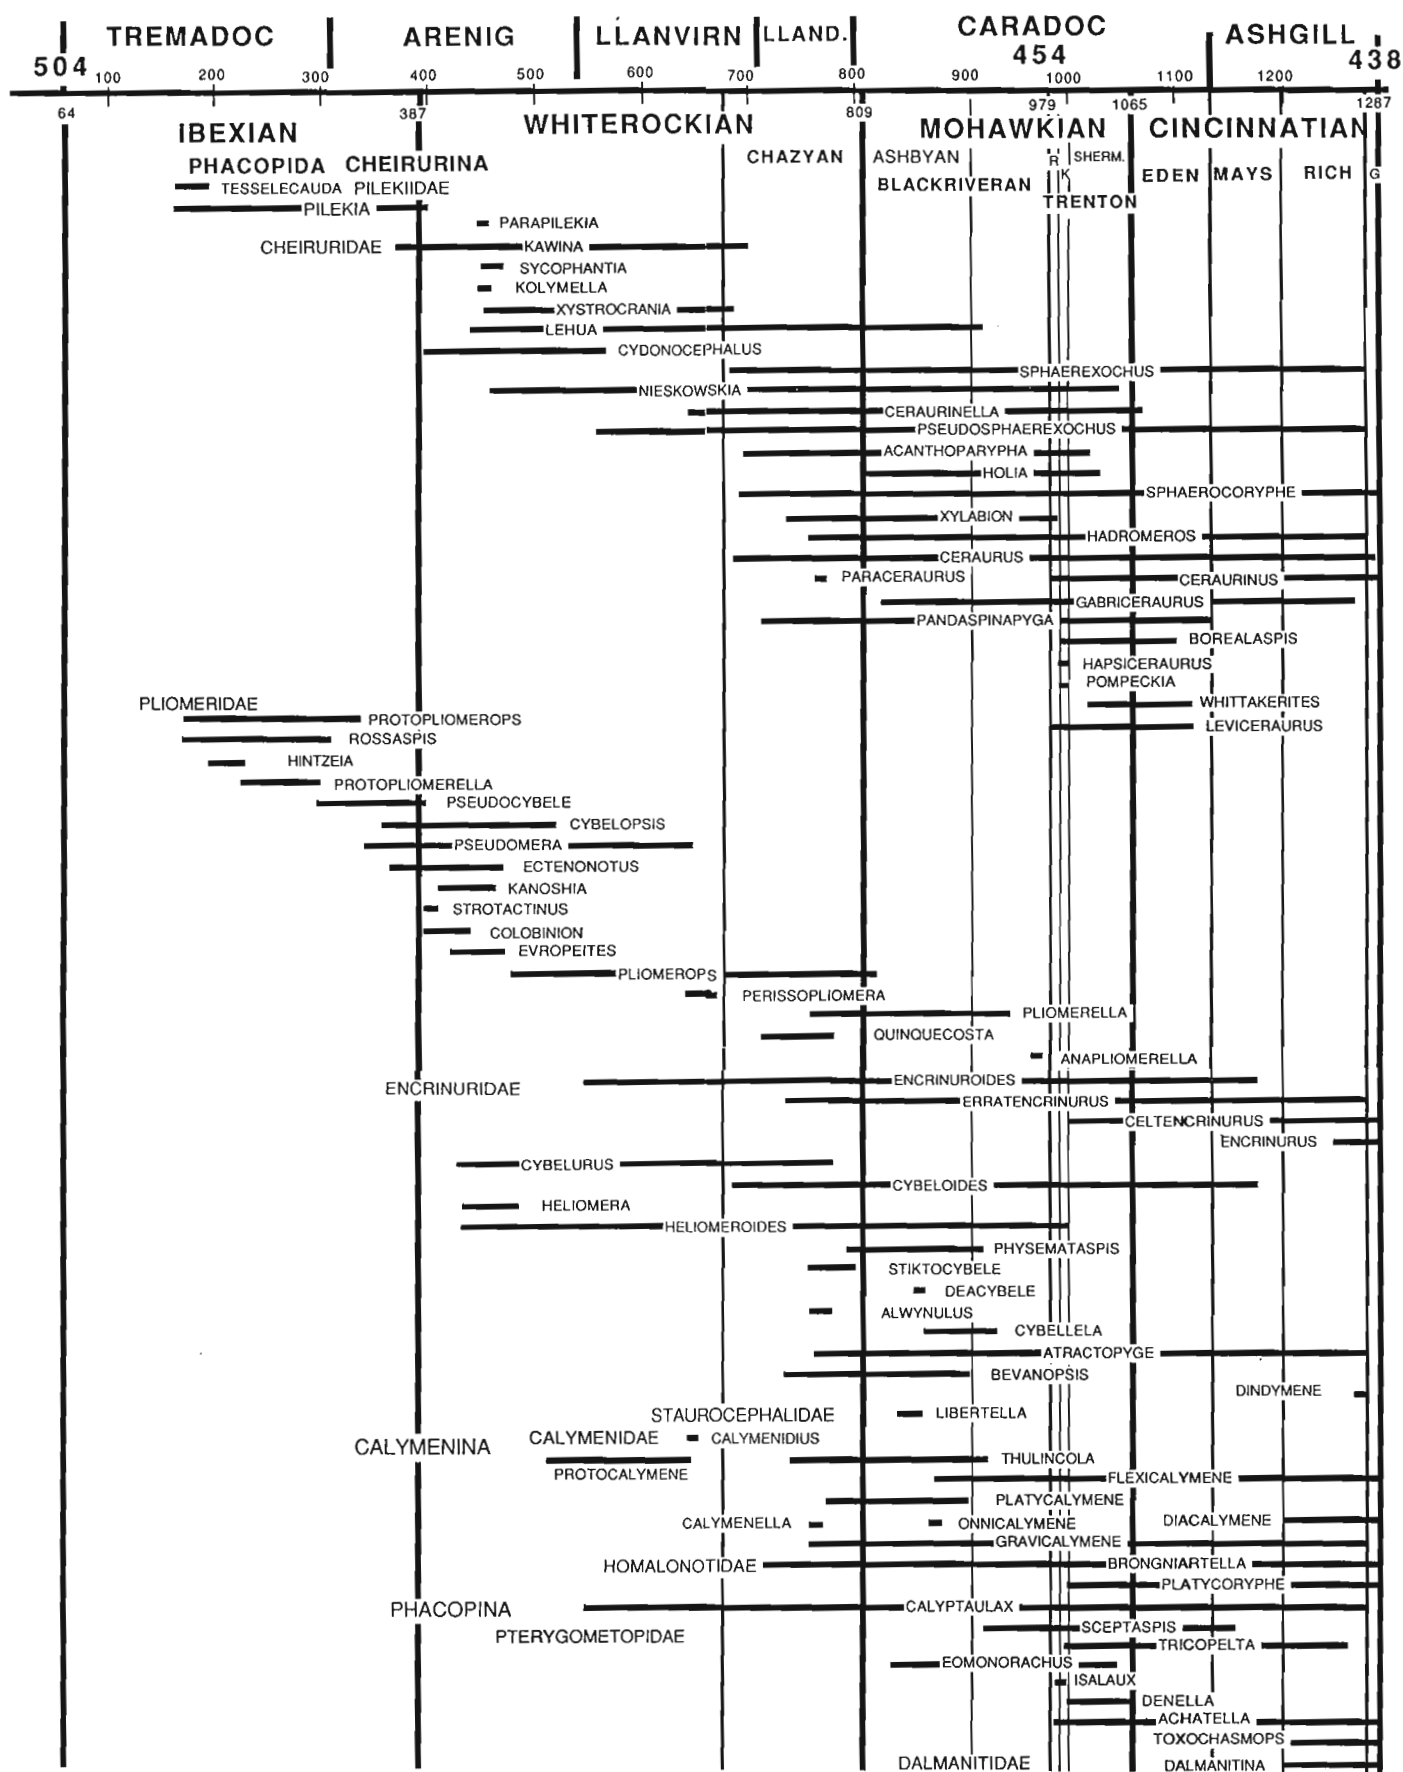 TREMADOC ARENIG LLANVIRN LLAND. CARADOC ASHGILL
504 454 438
100 200 300 400 500 600 700 800 900 1000 1100 1200
64 387 809 979 1065 1287
IBEXIAN WHITEROCKIAN MOHAWKIAN CINCINNATIAN
CHAZYAN ASHBYAN R SHERM.
PHACOPIDA CHEIRURINA K EDEN MAYS RICH G
BLACKRIVERAN
TESSELECAUDA PILEKIIDAE
TRENTON
PILEKIA
PARAPILEKIA
CHEIRURIDAE KAWINA
SYCOPHANTIA
KOLYMELLA
XYSTROCRANIA
LEHUA
CYDONOCEPHALUS
SPHAEREXOCHUS
NIESKOWSKIA
CERAURINELLA
PSEUDOSPHAEREXOCHUS
ACANTHOPARYPHA
HOLIA
SPHAEROCORYPHE
XYLABION
HADROMEROS
CERAURUS
PARACERAURUS CERAURINUS
GABRICERAURUS
PANDASPINAPYGA
BOREALASPIS
HAPSICERAURUS
POMPECKIA
PLIOMERIDAE WHITTAKERITES
PROTOPLIOMEROPS
LEVICERAURUS
ROSSASPIS
HINTZEIA
PROTOPLIOMERELLA
PSEUDOCYBELE
CYBELOPSIS
PSEUDOMERA
ECTENONOTUS
KANOSHIA
STROTACTINUS
COLOBINION
EVROPEITES
PLIOMEROPS
PERISSOPLIOMERA
PLIOMERELLA
QUINQUECOSTA
ANAPLIOMERELLA
ENCRINURIDAE ENCRINUROIDES
ERRATENCRINURUS
CELTENCRINURUS
ENCRINURUS
CYBELURUS
CYBELOIDES
HELIOMERA
HELIOMEROIDES
PHYSEMATASPIS
STIKTOCYBELE
DEACYBELE
ALWYNULUS
CYBELLELA
ATRACTOPYGE
BEVANOPSIS
DINDYMENE
STAUROCEPHALIDAE LIBERTELLA
CALYMENINA CALYMENIDAE CALYMENIDIUS
THULINCOLA
PROTOCALYMENE FLEXICALYMENE
PLATYCALYMENE
CALYMENELLA ONNICALYMENE DIACALYMENE
GRAVICALYMENE
HOMALONOTIDAE BRONGNIARTELLA
PLATYCORYPHE
PHACOPINA CALYPTAULAX
SCEPTASPIS
PTERYGOMETOPIDAE
TRICOPELTA
EOMONORACHUS
ISALAUX
DENELLA
ACHATELLA
TOXOCHASMOPS
DALMANITIDAE DALMANITINA